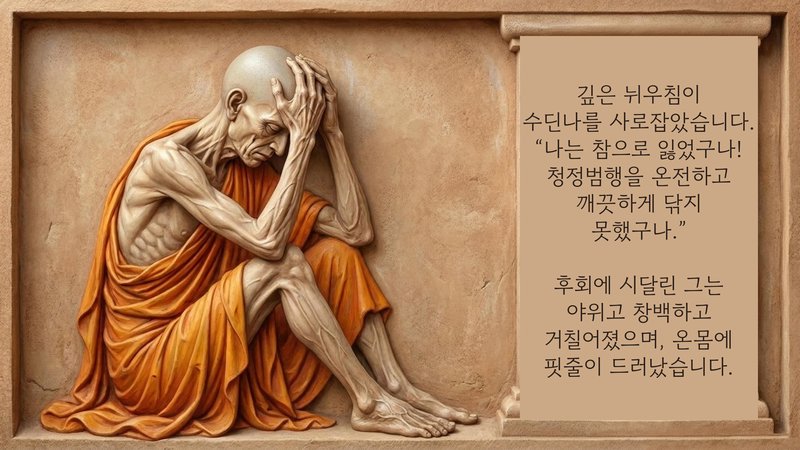 깊은 뉘우침이
수딘나를 사로잡았습니다.
“나는 참으로 잃었구나!
청정범행을 온전하고
깨끗하게 닦지
못했구나.”
후회에 시달린 그는
야위고 창백하고
거칠어졌으며, 온몸에
핏줄이 드러났습니다.